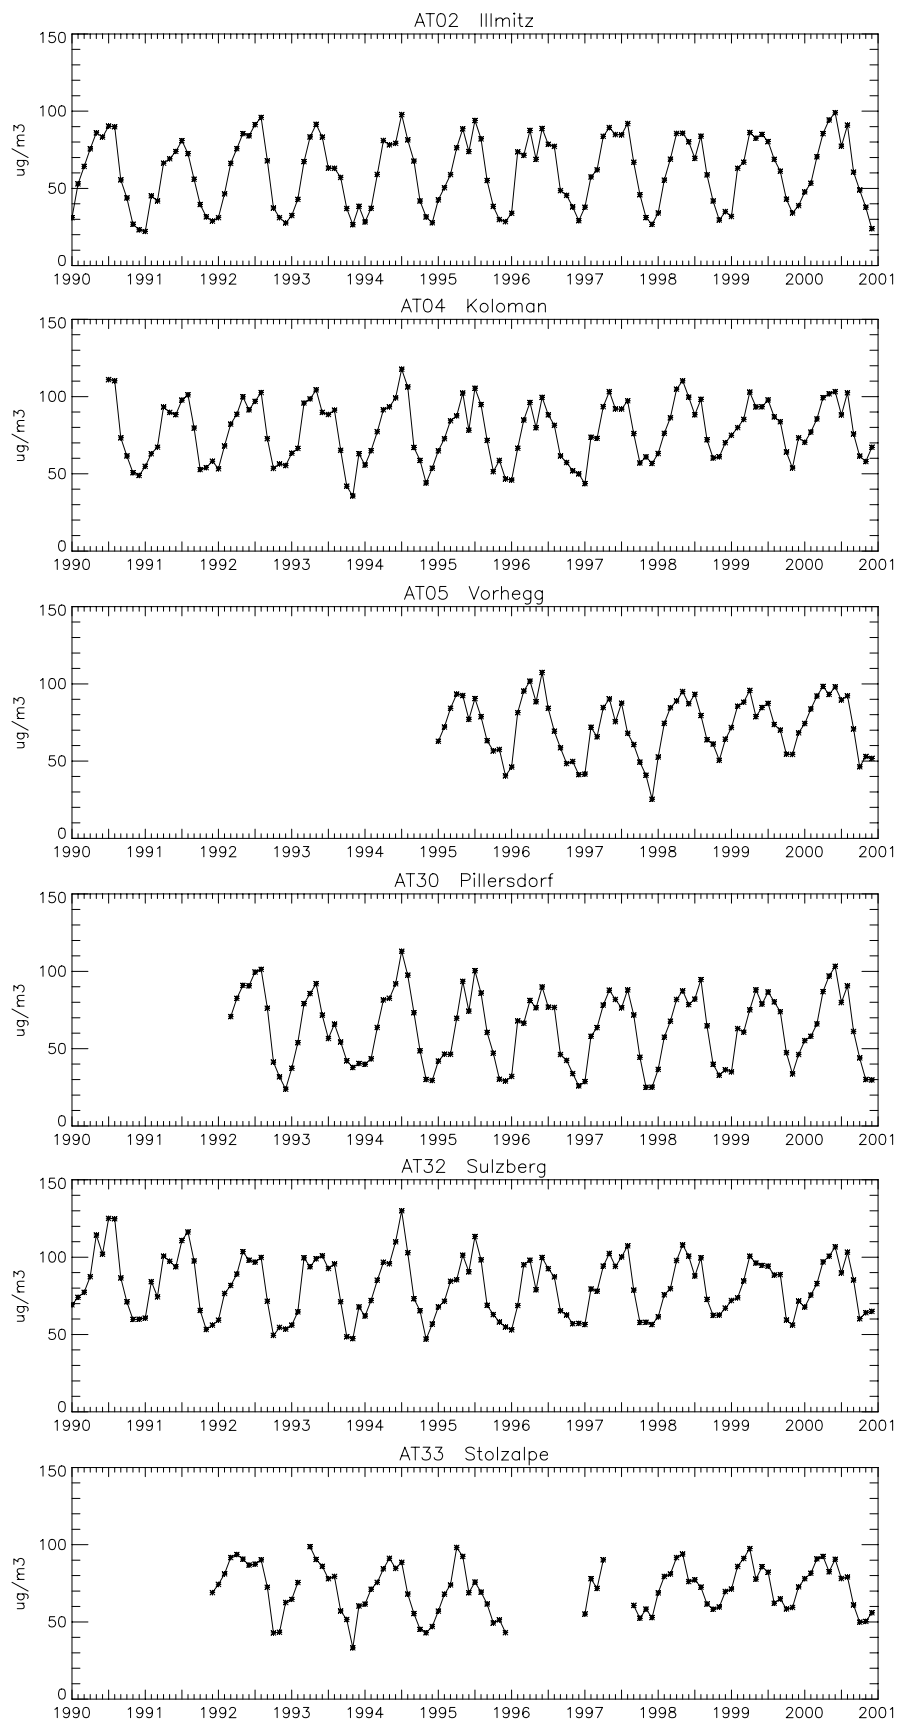 AT02 Illmitz
150
100
50
0
ug/m3
1990 1991 1992 1993 1994 1995 1996 1997 1998 1999 2000 2001
AT04 Koloman
150
100
50
0
ug/m3
1990 1991 1992 1993 1994 1995 1996 1997 1998 1999 2000 2001
AT05 Vorhegg
150
100
50
0
ug/m3
1990 1991 1992 1993 1994 1995 1996 1997 1998 1999 2000 2001
AT30 Pillersdorf
150
100
50
0
ug/m3
1990 1991 1992 1993 1994 1995 1996 1997 1998 1999 2000 2001
AT32 Sulzberg
150
100
50
0
ug/m3
1990 1991 1992 1993 1994 1995 1996 1997 1998 1999 2000 2001
AT33 Stolzalpe
150
100
50
0
ug/m3
1990 1991 1992 1993 1994 1995 1996 1997 1998 1999 2000 2001